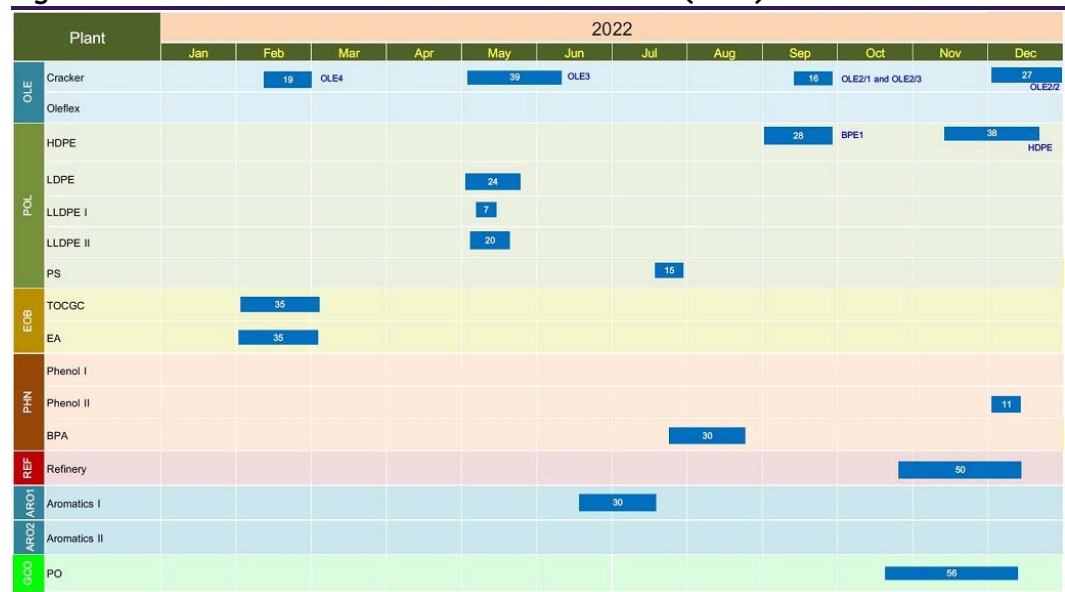 Plant
2022
Jan Feb Mar Apr May Jun Jul Aug Sep Oct Nov Dec
OLE
Cracker 19 OLE4 39 OLE3 16 OLE2/1 and OLE2/3 27
OLE2/2
Oleflex
POL
HDPE 28 BPE1 38
HDPE
LDPE 24
LLDPE I 7
LLDPE II 20
PS 15
EOB
TOCGC 35
EA 35
PHN
Phenol I
Phenol II 11
BPA 30
REF
Refinery 50
ARO1
Aromatics I 30
ARO2
Aromatics II
GCO
PO 56